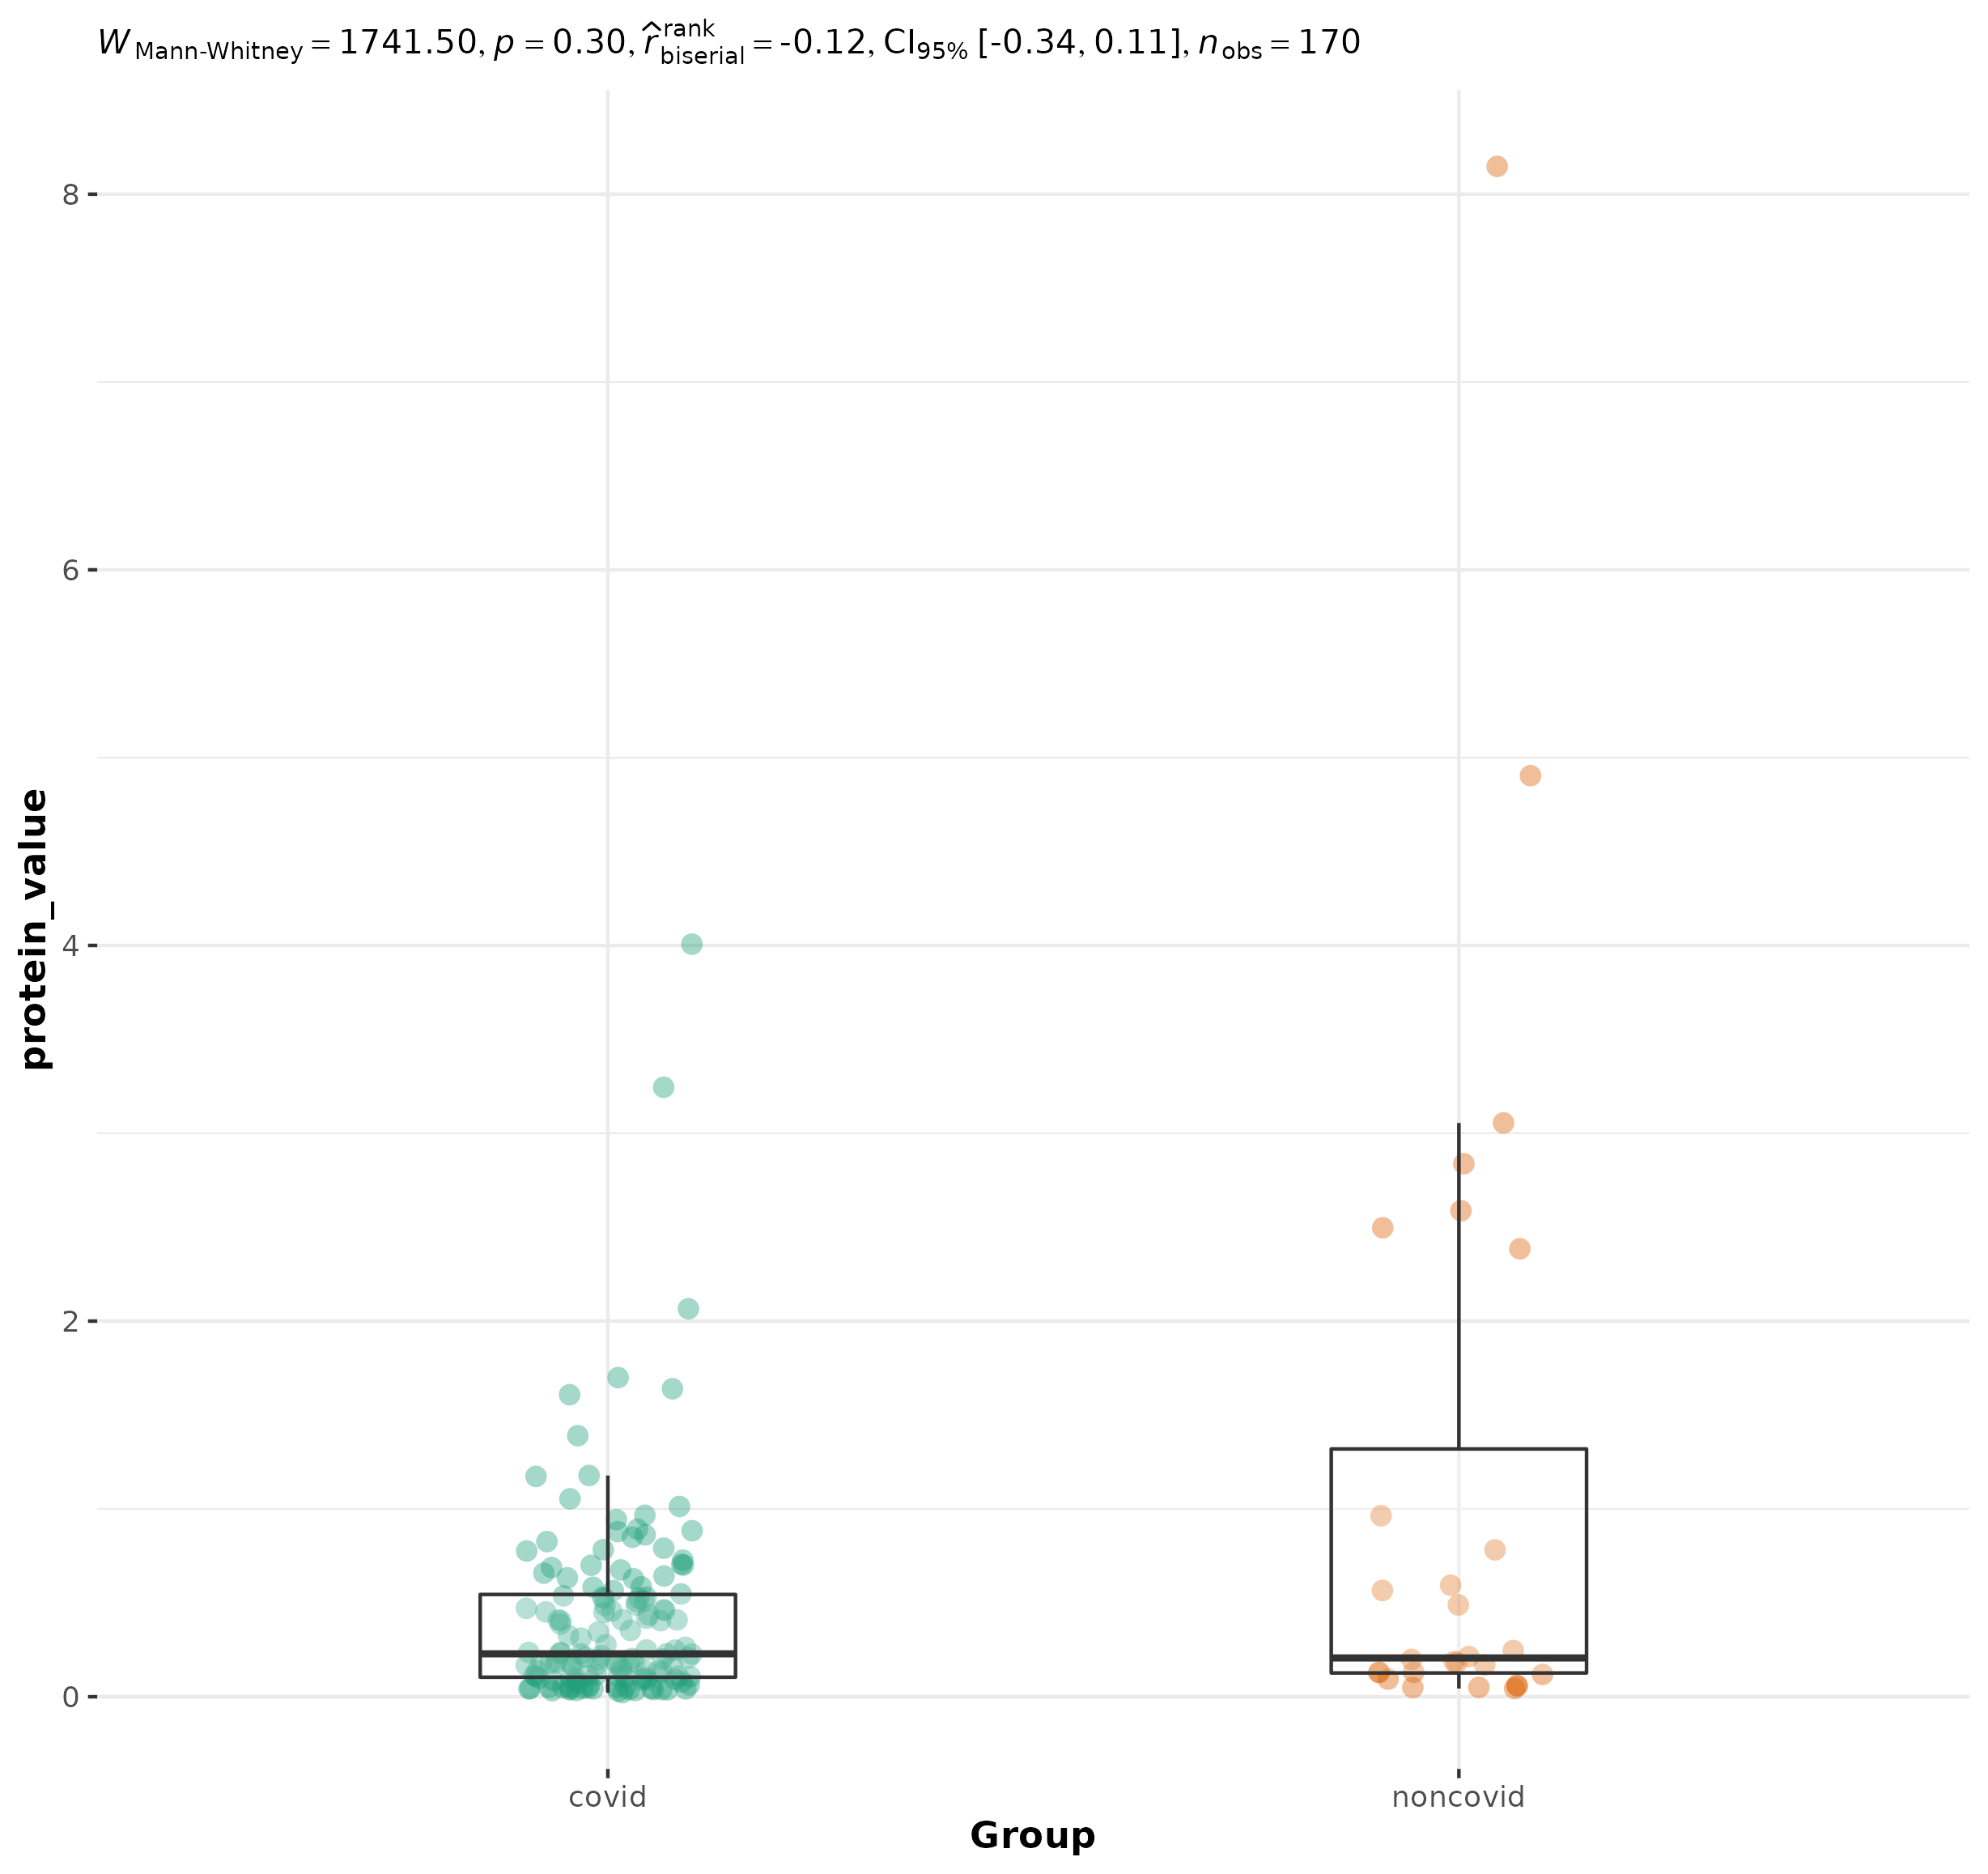 W Mann-Whitney = 1741.50, p = 0.30, r̂ rank biserial = -0.12, CI95% [-0.34, 0.11], nobs = 170
8
6
4
2
0
protein_value
covid noncovid
Group